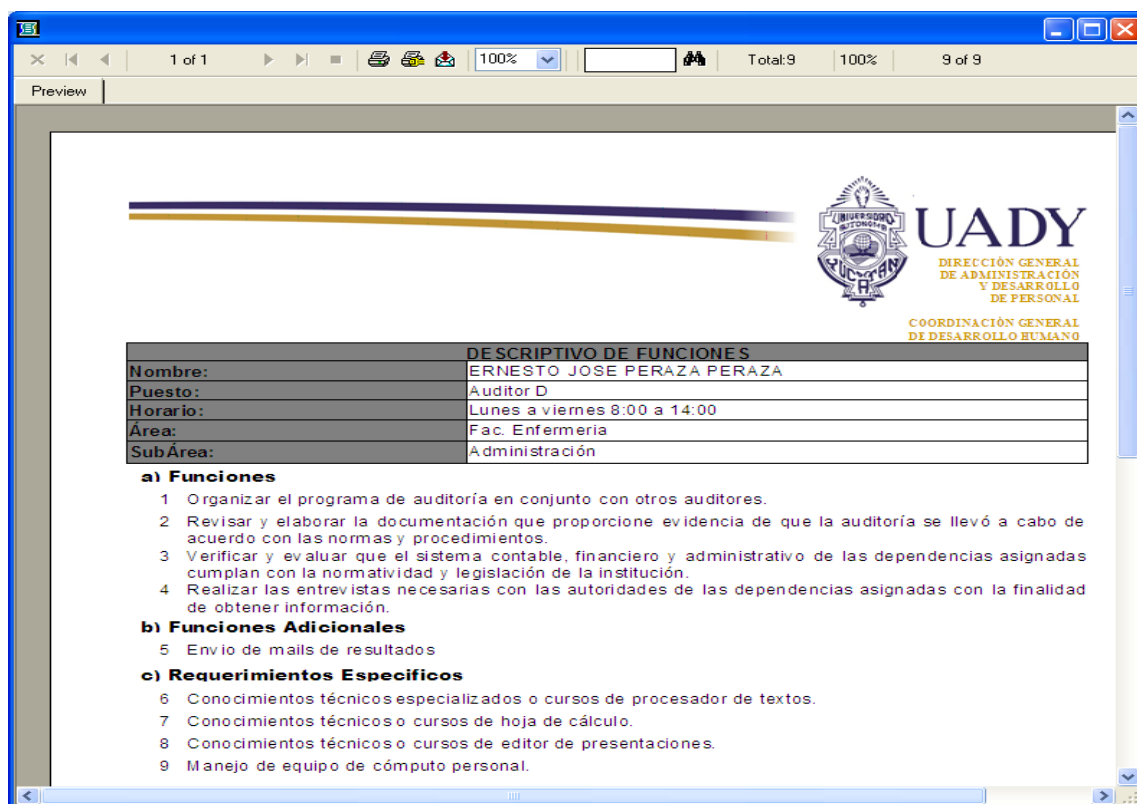 1 of 1 100% Total:9 100% 9 of 9
Preview
UNIVERSIDAD
AUTONOMA
YUCATAN
UADY
DIRECCIÓN GENERAL
DE ADMINISTRACIÓN
Y DESARROLLO
DE PERSONAL
COORDINACIÓN GENERAL
DE DESARROLLO HUMANO
DESCRIPTIVO DE FUNCIONES
Nombre: ERNESTO JOSE PERAZA PERAZA
Puesto: Auditor D
Horario: Lunes a viernes 8:00 a 14:00
Área: Fac. Enfermeria
SubÁrea: Administración
a) Funciones
1 Organizar el programa de auditoría en conjunto con otros auditores.
2 Revisar y elaborar la documentación que proporcione evidencia de que la auditoría se llevó a cabo de
acuerdo con las normas y procedimientos.
3 Verificar y evaluar que el sistema contable, financiero y administrativo de las dependencias asignadas
cumplan con la normatividad y legislación de la institución.
4 Realizar las entrevistas necesarias con las autoridades de las dependencias asignadas con la finalidad
de obtener información.
b) Funciones Adicionales
5 Envio de mails de resultados
c) Requerimientos Especificos
6 Conocimientos técnicos especializados o cursos de procesador de textos.
7 Conocimientos técnicos o cursos de hoja de cálculo.
8 Conocimientos técnicos o cursos de editor de presentaciones.
9 Manejo de equipo de cómputo personal.